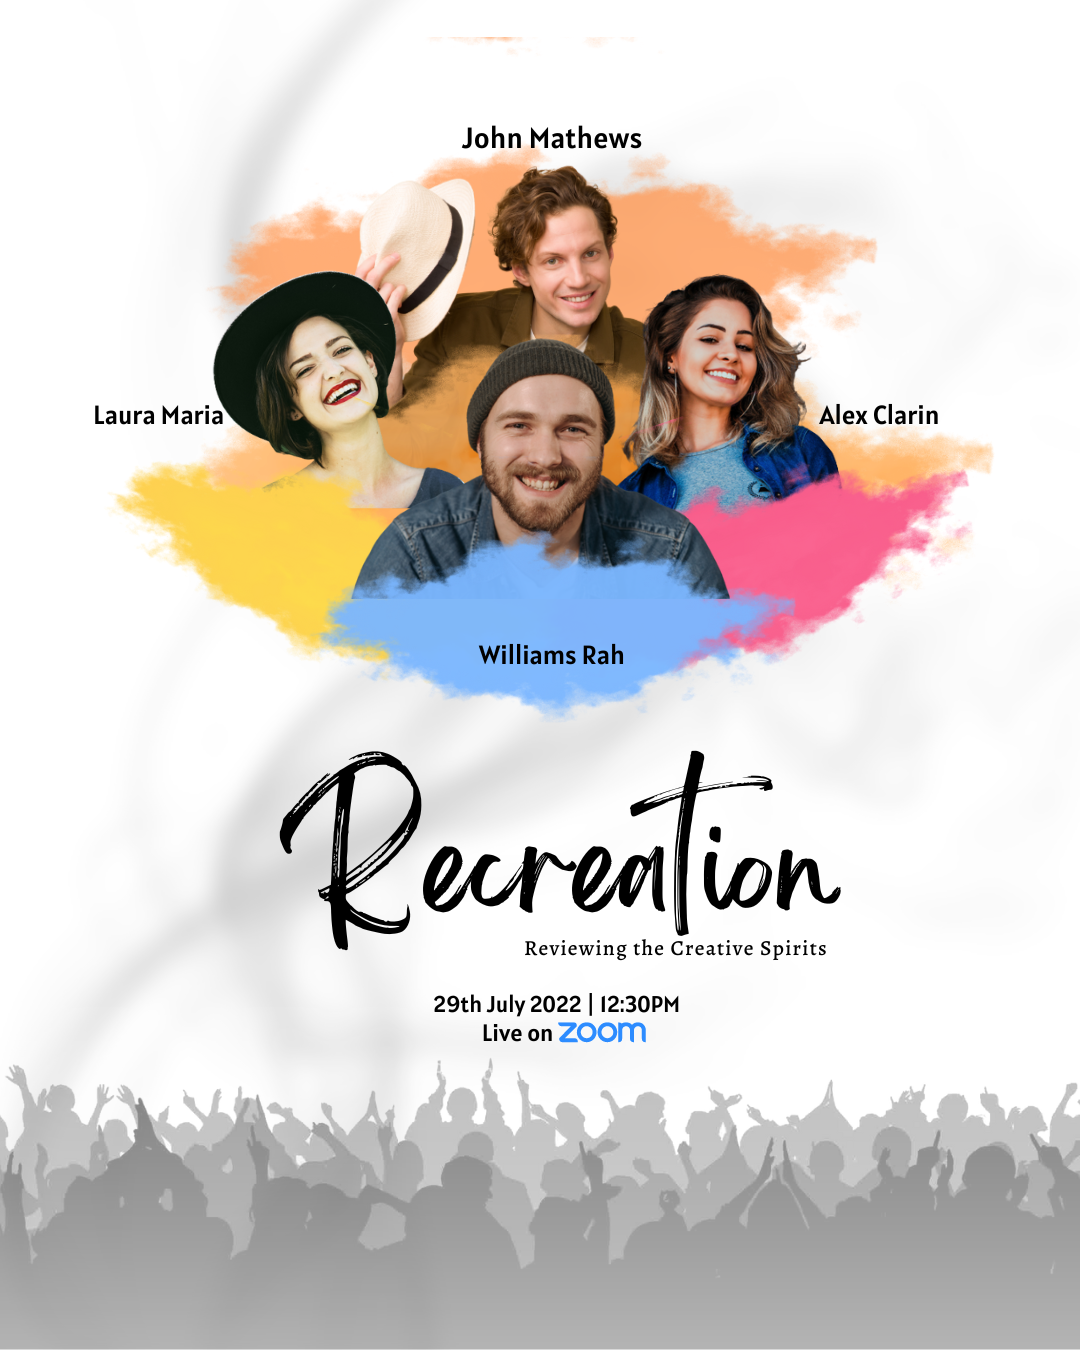 John Mathews
Laura Maria
Alex Clarin
Williams Rah
Recreation
Reviewing the Creative Spirits
29th July 2022 | 12:30PM
Live on zoom